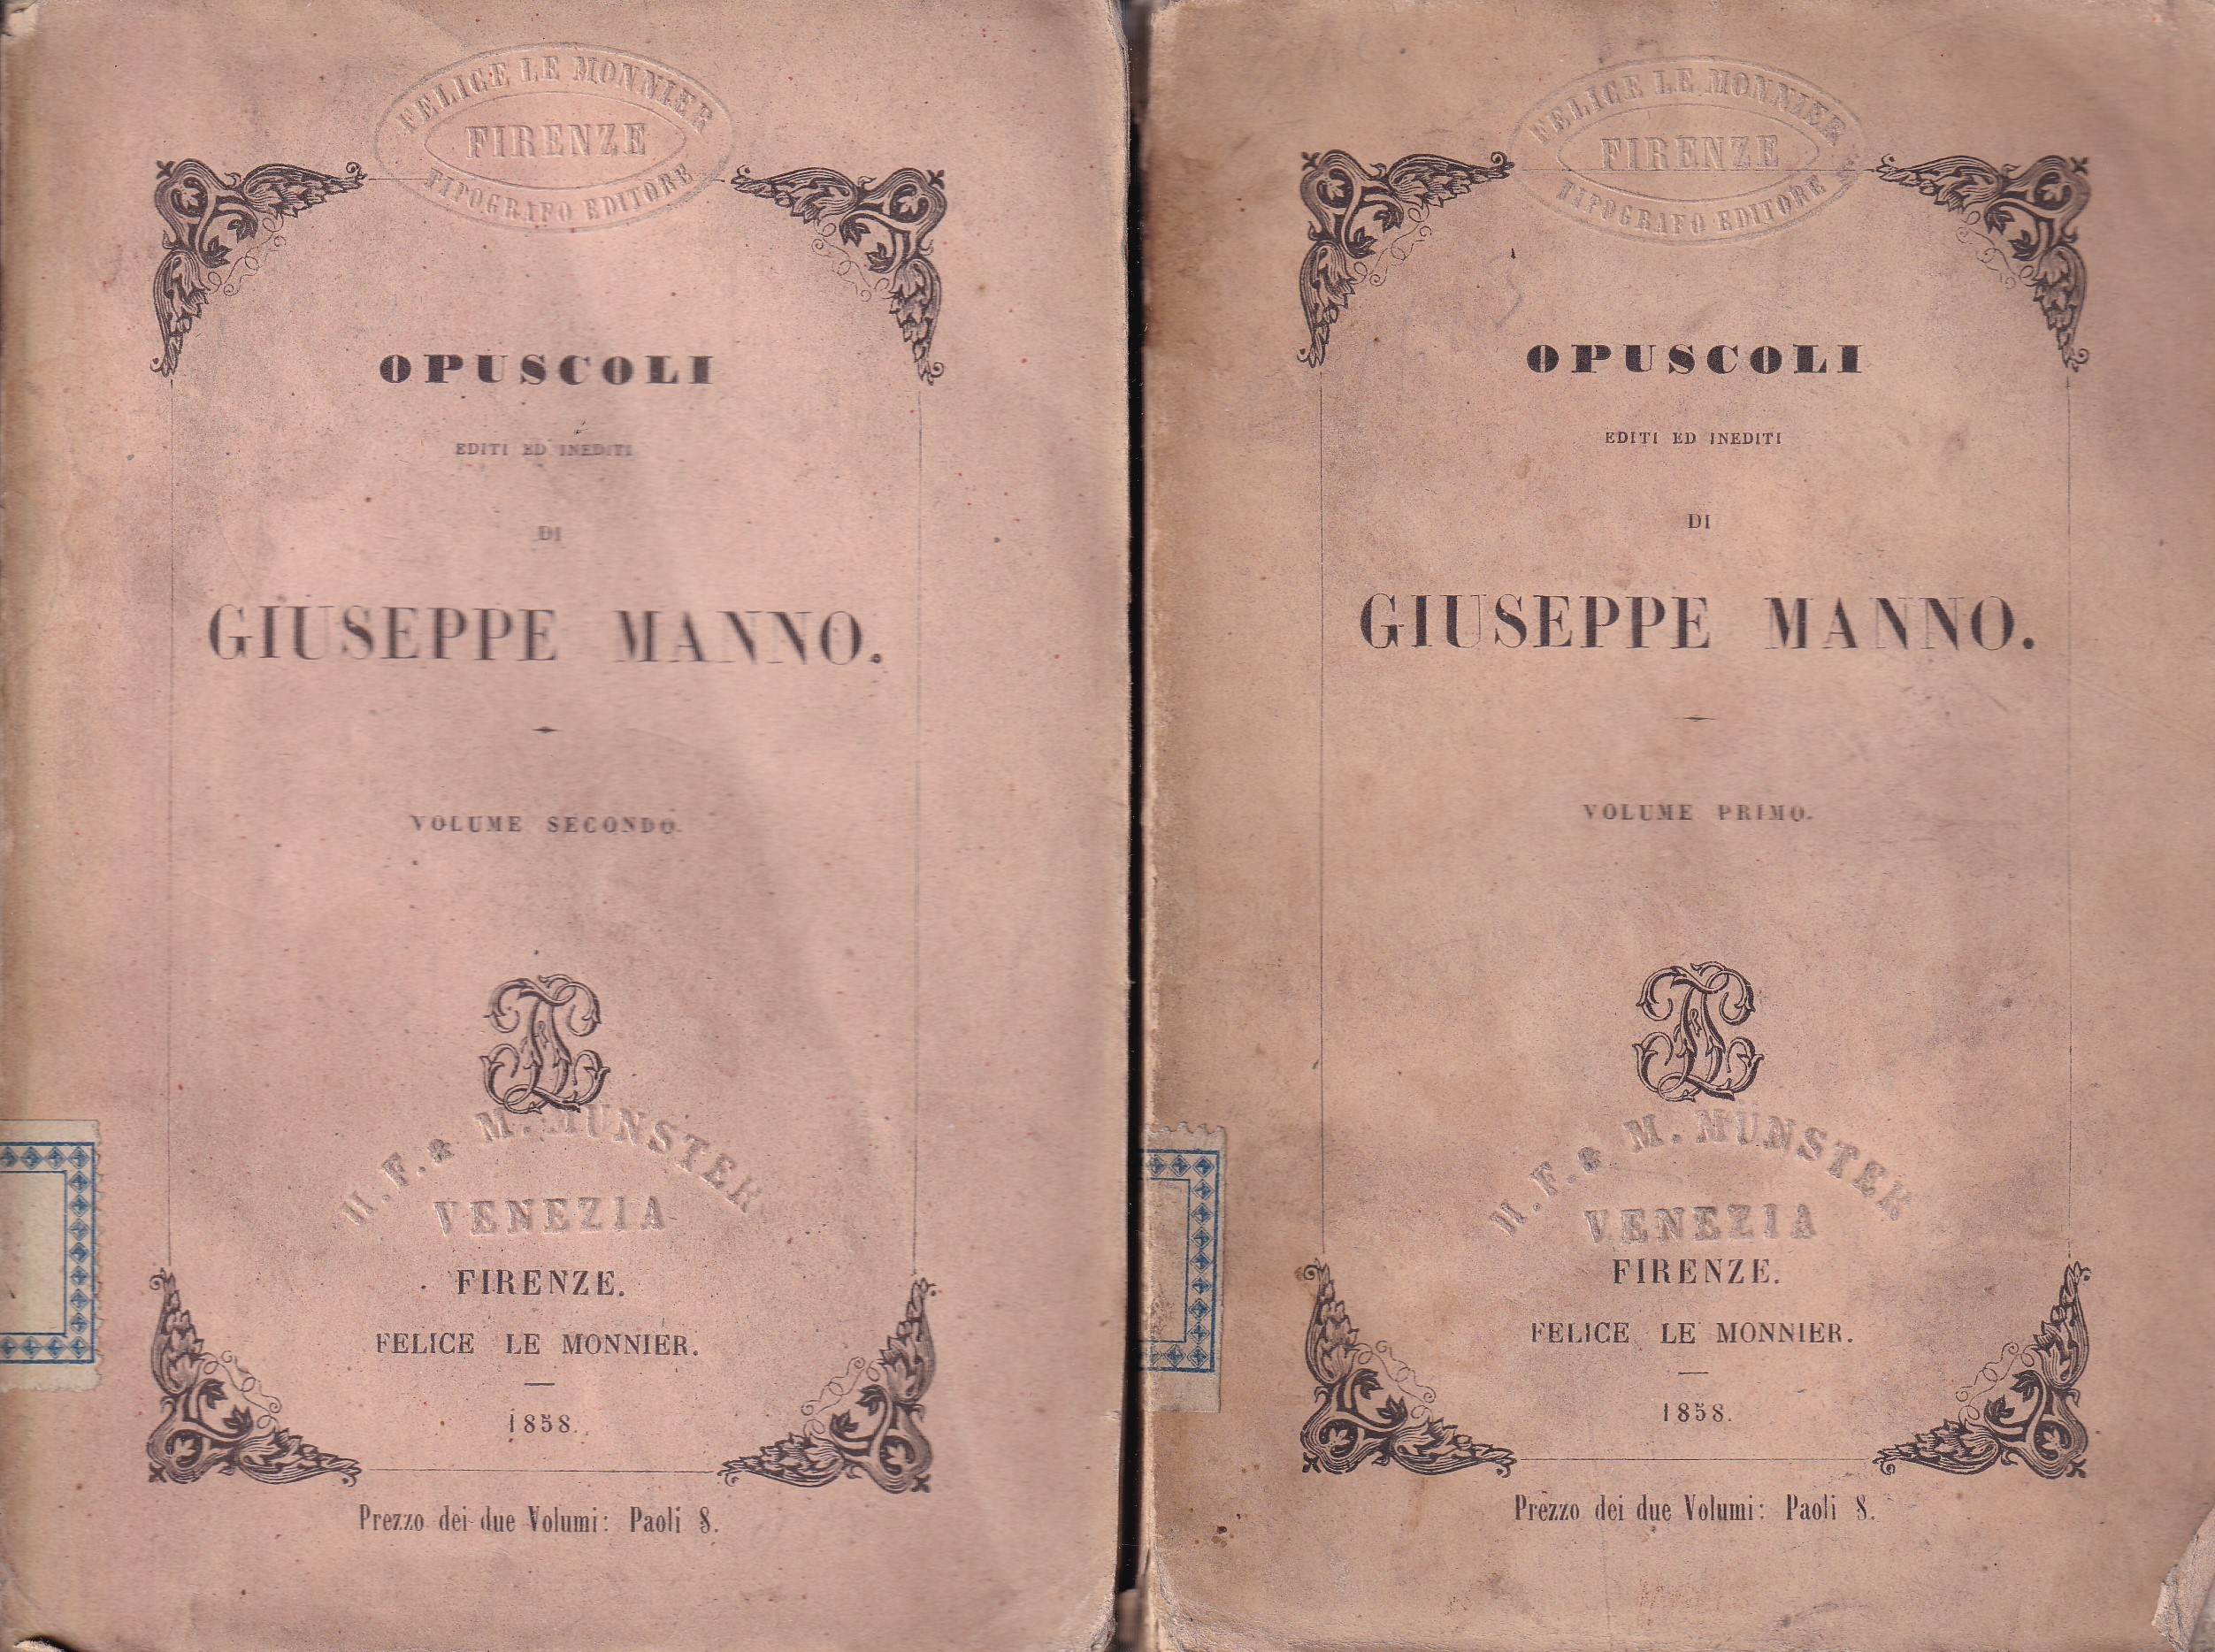 FELICE LE MONNIER
FIRENZE
TIPOGRAFO EDITORE
OPUSCOLI
EDITI ED INEDITI
DI
GIUSEPPE MANNO.
VOLUME SECONDO.
H. F. & M. MÜNSTER
VENEZIA
FIRENZE.
FELICE LE MONNIER.
1858.
Prezzo dei due Volumi: Paoli 8.
FELICE LE MONNIER
FIRENZE
TIPOGRAFO EDITORE
OPUSCOLI
EDITI ED INEDITI
DI
GIUSEPPE MANNO.
VOLUME PRIMO.
H. F. & M. MÜNSTER
VENEZIA
FIRENZE.
FELICE LE MONNIER.
1858.
Prezzo dei due Volumi: Paoli 8.